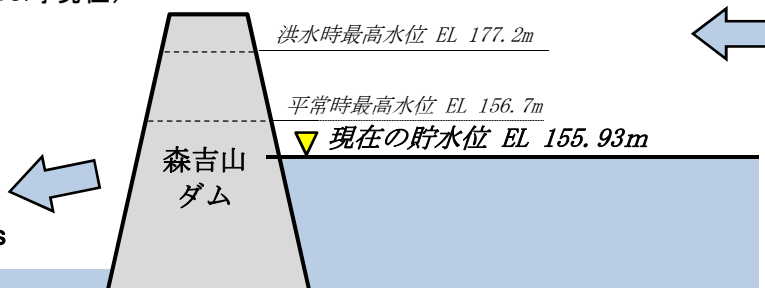 洪水時最高水位 EL 177.2m
平常時最高水位 EL 156.7m
現在の貯水位 EL 155.93m
森吉山
ダム
s